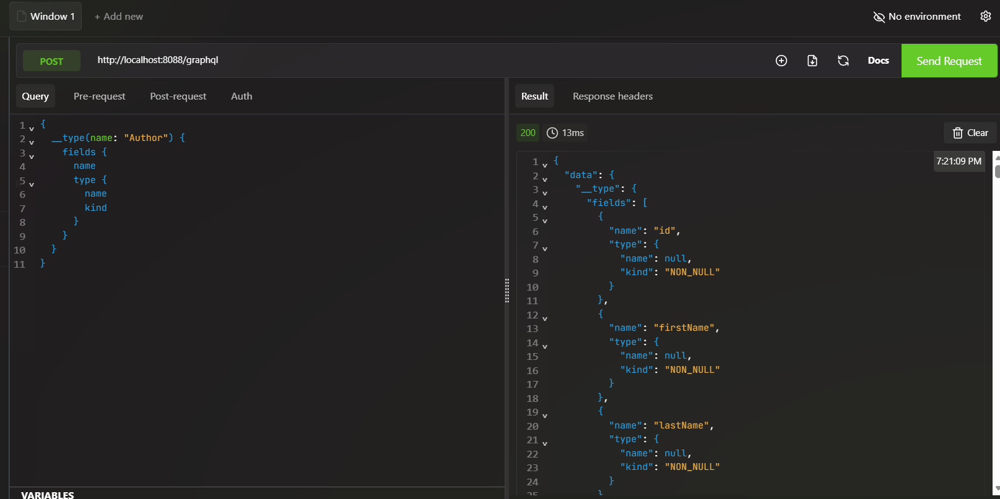 Window 1 + Add new No environment
POST http://localhost:8088/graphql Docs Send Request
Query Pre-request Post-request Auth
1 {
2 __type(name: "Author") {
3 fields {
4 name
5 type {
6 name
7 kind
8 }
9 }
10 }
11 }
VARIABLES
Result Response headers
200 13ms Clear
7:21:09 PM
1 {
2 "data": {
3 "__type": {
4 "fields": [
5 {
6 "name": "id",
7 "type": {
8 "name": null,
9 "kind": "NON_NULL"
10 }
11 },
12 {
13 "name": "firstName",
14 "type": {
15 "name": null,
16 "kind": "NON_NULL"
17 }
18 },
19 {
20 "name": "lastName",
21 "type": {
22 "name": null,
23 "kind": "NON_NULL"
24 }
25 }